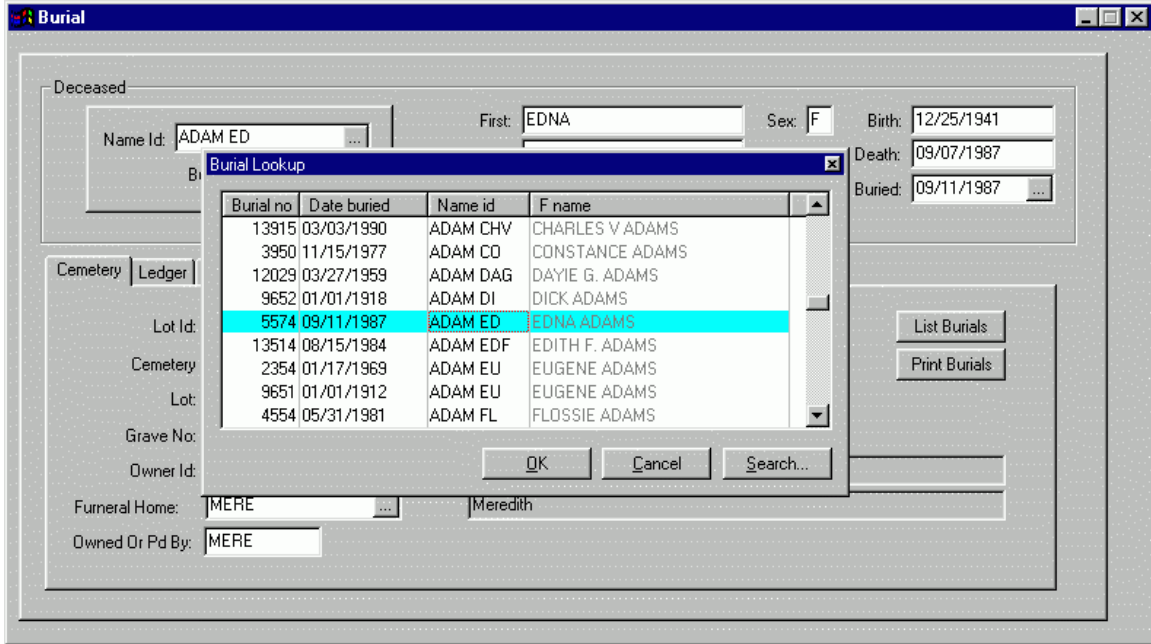 Burial
Deceased
Name Id: ADAM ED ...
First: EDNA
Sex: F
Birth: 12/25/1941
Death: 09/07/1987
Buried: 09/11/1987 ...
Burial Lookup
Burial no Date buried Name id F name
13915 03/03/1990 ADAM CHV CHARLES V ADAMS
3950 11/15/1977 ADAM CO CONSTANCE ADAMS
12029 03/27/1959 ADAM DAG DAYIE G. ADAMS
9652 01/01/1918 ADAM DI DICK ADAMS
5574 09/11/1987 ADAM ED EDNA ADAMS
13514 08/15/1984 ADAM EDF EDITH F. ADAMS
2354 01/17/1969 ADAM EU EUGENE ADAMS
9651 01/01/1912 ADAM EU EUGENE ADAMS
4554 05/31/1981 ADAM FL FLOSSIE ADAMS
OK Cancel Search...
Cemetery Ledger
Lot Id:
Cemetery
Lot:
Grave No:
Owner Id:
Furneral Home: MERE ... Meredith
Owned Or Pd By: MERE
List Burials
Print Burials